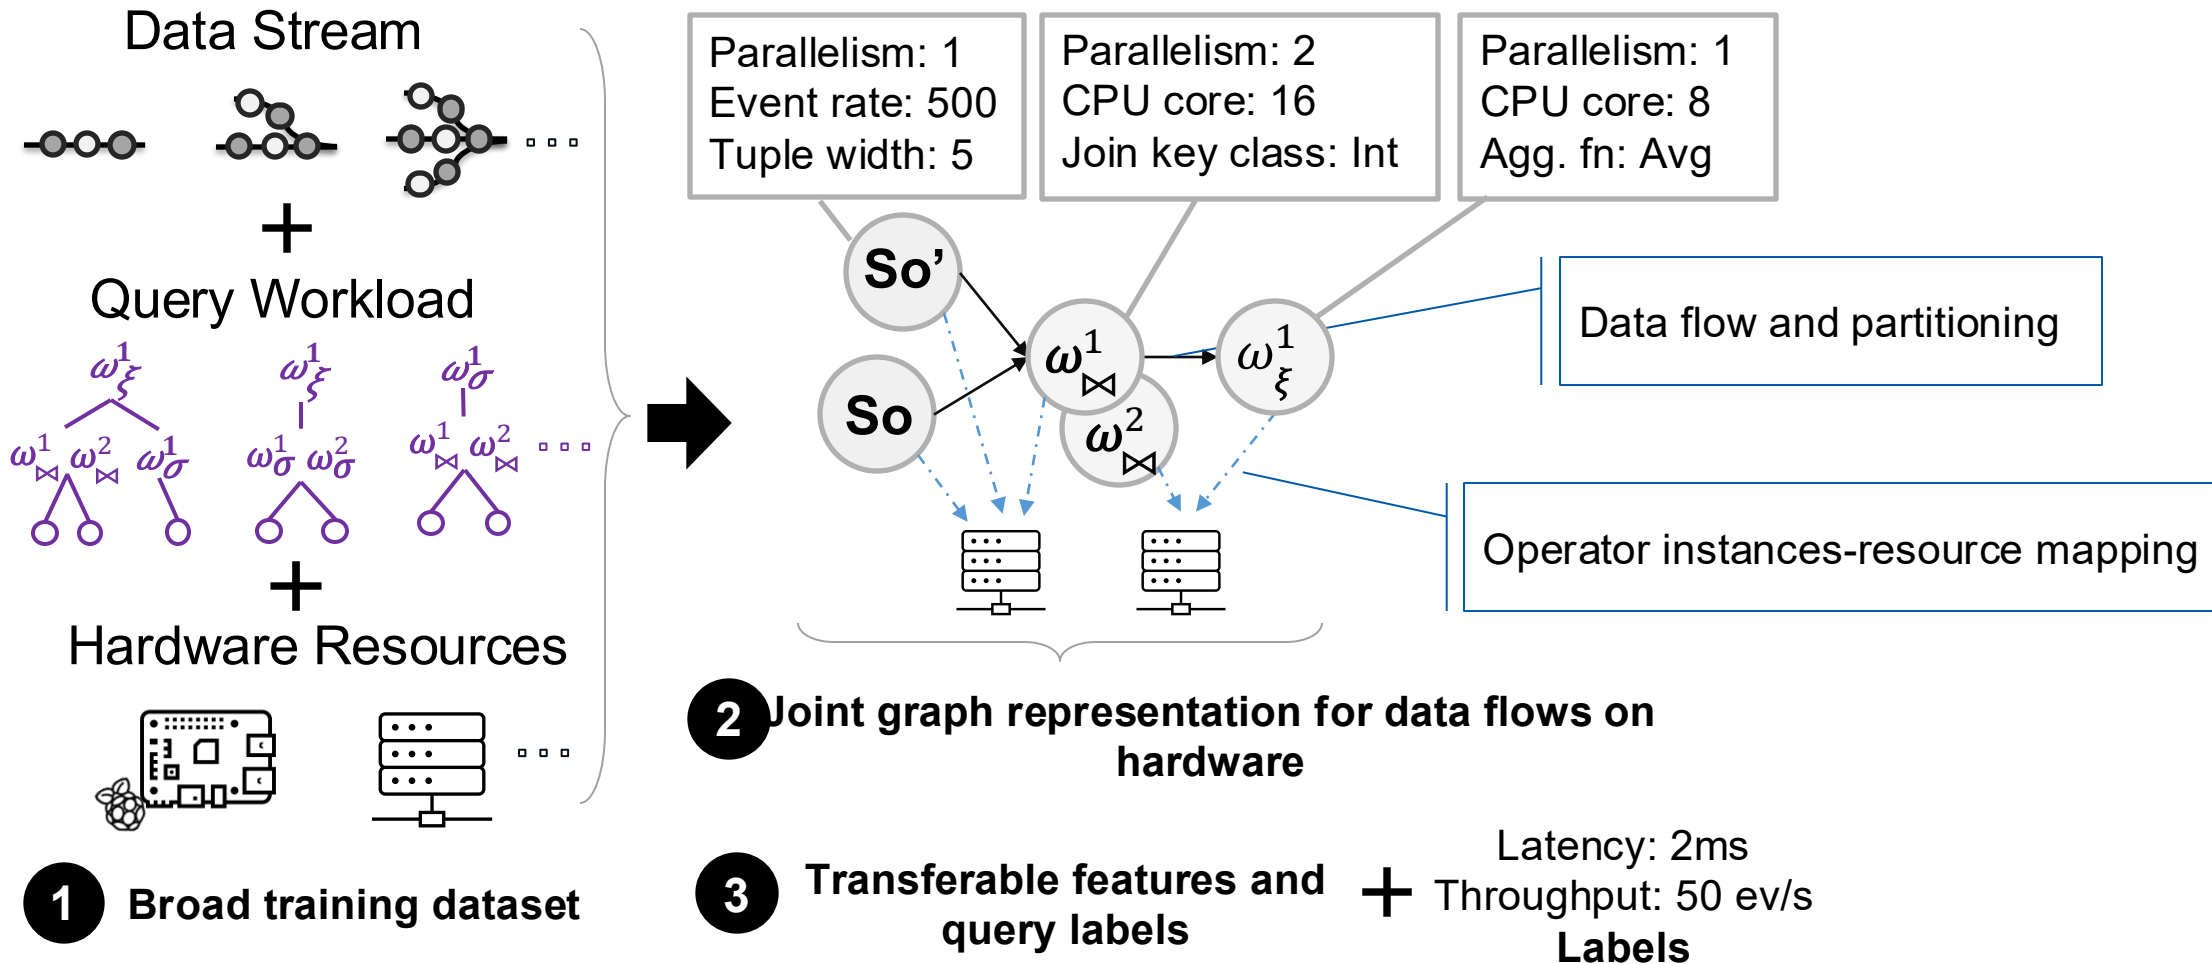 Data Stream
Query Workload
ω¹ξ
ω¹⋈ ω²⋈ ω¹σ
ω¹ξ
ω¹σ ω²σ
ω¹σ
ω¹⋈ ω²⋈
Hardware Resources
1 Broad training dataset
Parallelism: 1
Event rate: 500
Tuple width: 5
Parallelism: 2
CPU core: 16
Join key class: Int
Parallelism: 1
CPU core: 8
Agg. fn: Avg
So’
So
ω¹⋈
ω²⋈
ω¹ξ
Data flow and partitioning
Operator instances-resource mapping
2 Joint graph representation for data flows on
hardware
3 Transferable features and
query labels
+
Latency: 2ms
Throughput: 50 ev/s
Labels